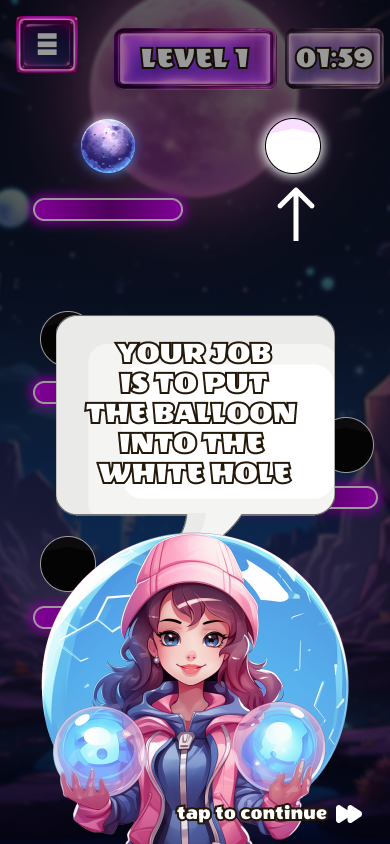 LEVEL 1
01:59
YOUR JOB
IS TO PUT
THE BALLOON
INTO THE
WHITE HOLE
tap to continue